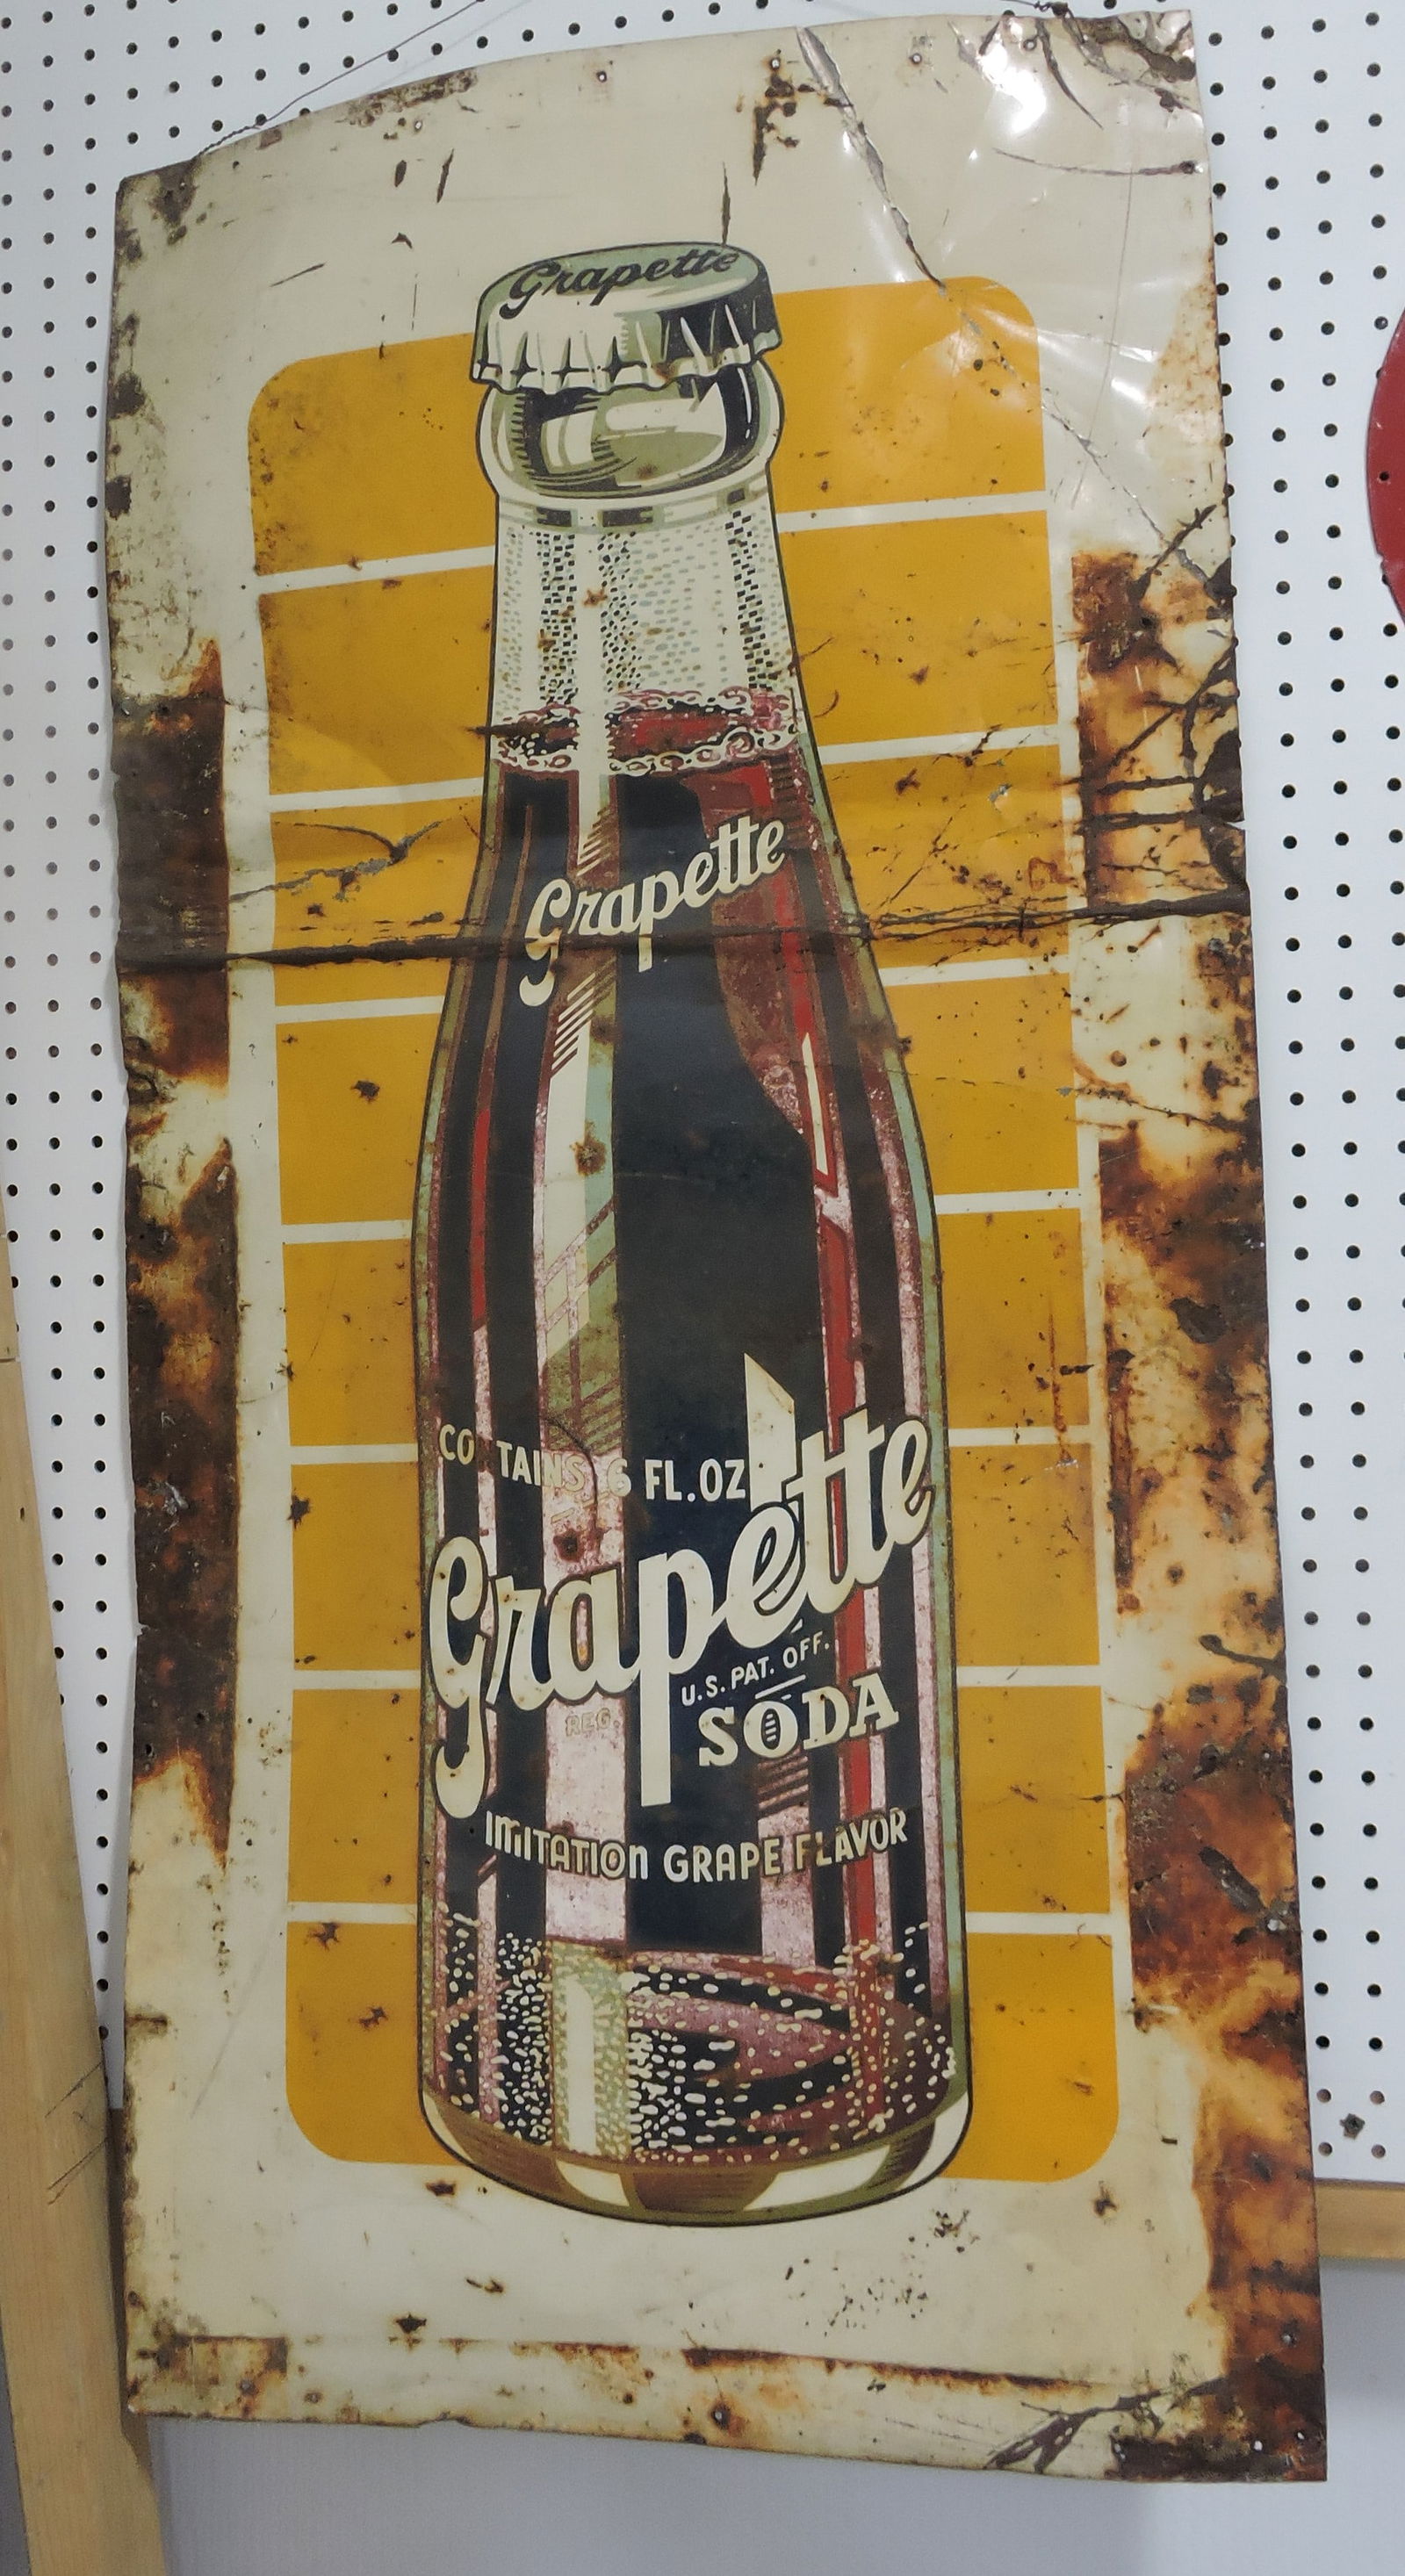 Grapette
Grapette
CONTAINS 6 FL.OZ
Grapette
U.S. PAT. OFF.
REG.
SODA
IMITATION GRAPE FLAVOR